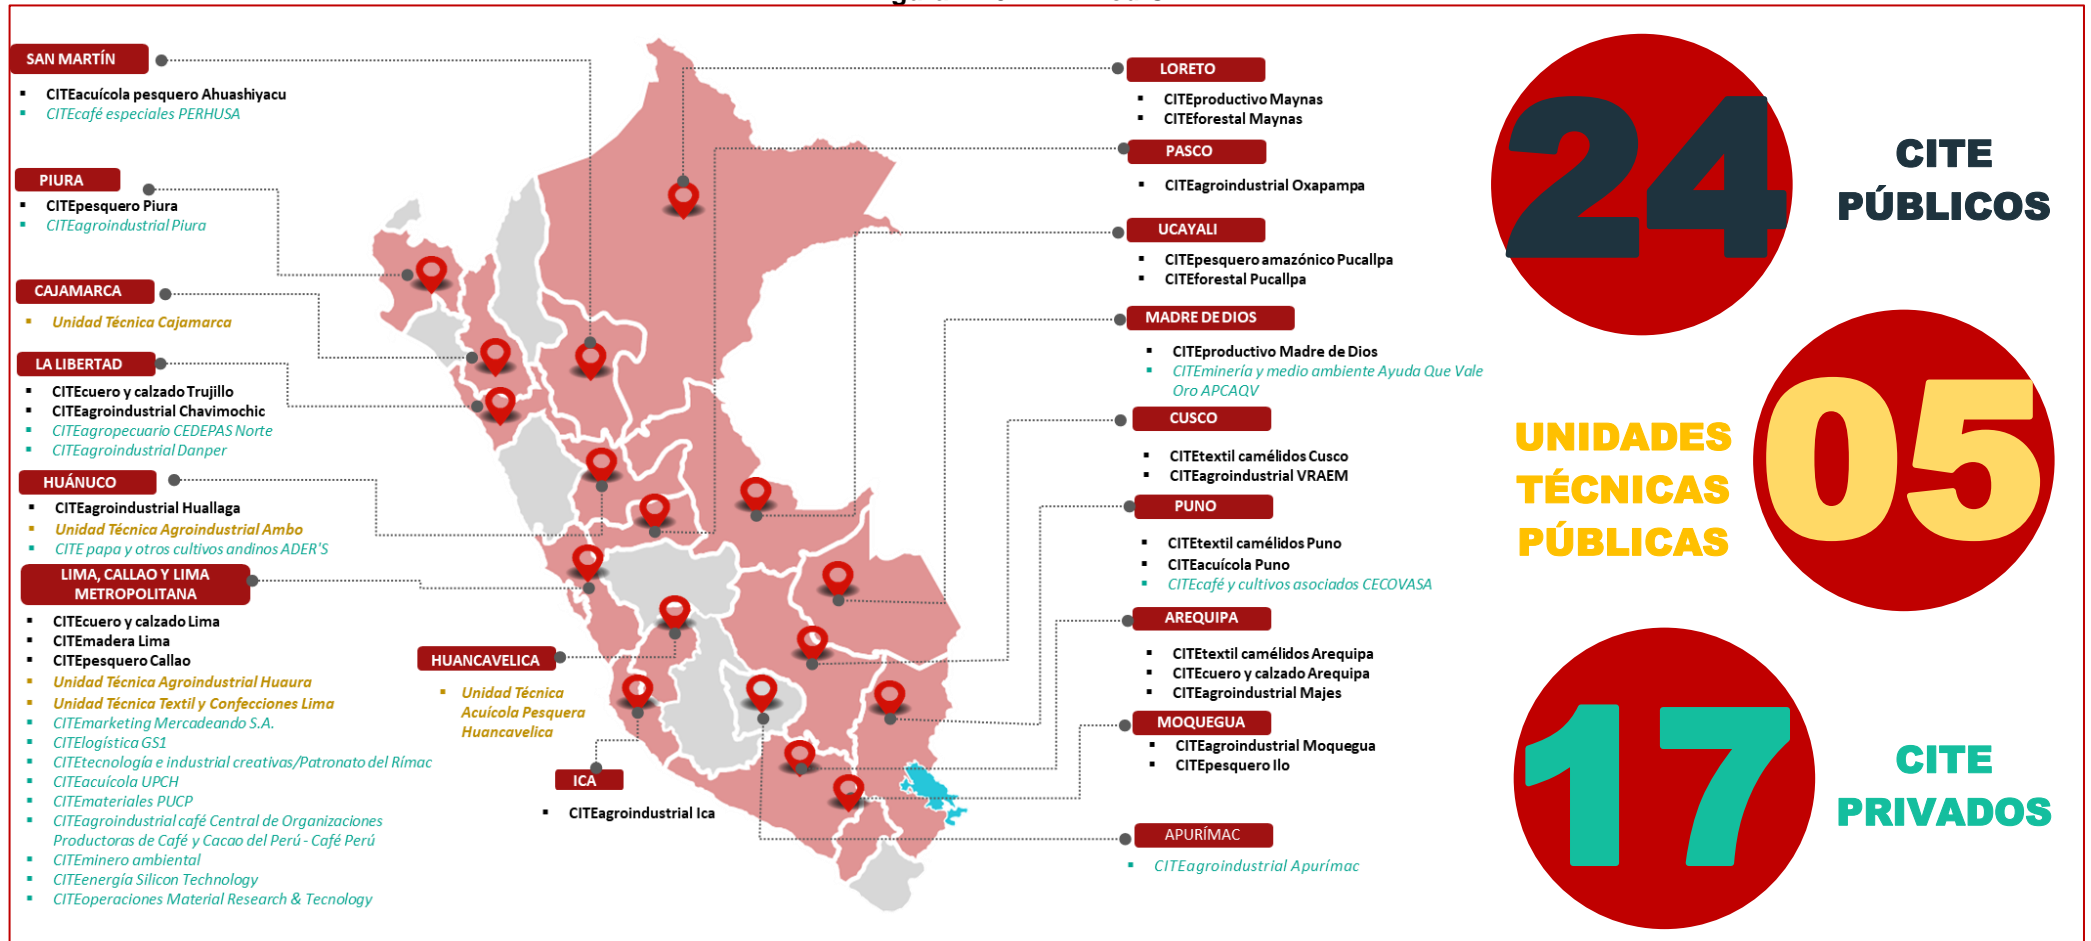 SAN MARTÍN
CITEacuícola pesquero Ahuashiyacu
CITEcafé especiales PERHUSA
PIURA
CITEpesquero Piura
CITEagroindustrial Piura
CAJAMARCA
Unidad Técnica Cajamarca
LA LIBERTAD
CITEcuero y calzado Trujillo
CITEagroindustrial Chavimochic
CITEagropecuario CEDEPAS Norte
CITEagroindustrial Danper
HUÁNUCO
CITEagroindustrial Huallaga
Unidad Técnica Agroindustrial Ambo
CITE papa y otros cultivos andinos ADER'S
LIMA, CALLAO Y LIMA
METROPOLITANA
CITEcuero y calzado Lima
CITEmadera Lima
CITEpesquero Callao
Unidad Técnica Agroindustrial Huaura
Unidad Técnica Textil y Confecciones Lima
CITEmarketing Mercadeando S.A.
CITElogística GS1
CITEtecnología e industrial creativas/Patronato del Rímac
CITEacuícola UPCH
CITEmateriales PUCP
CITEagroindustrial café Central de Organizaciones
Productoras de Café y Cacao del Perú - Café Perú
CITEminero ambiental
CITEenergía Silicon Technology
CITEoperaciones Material Research & Tecnology
HUANCAVELICA
Unidad Técnica
Acuícola Pesquera
Huancavelica
ICA
CITEagroindustrial Ica
LORETO
CITEproductivo Maynas
CITEforestal Maynas
PASCO
CITEagroindustrial Oxapampa
UCAYALI
CITEpesquero amazónico Pucallpa
CITEforestal Pucallpa
MADRE DE DIOS
CITEproductivo Madre de Dios
CITEminería y medio ambiente Ayuda Que Vale
Oro APCAQV
CUSCO
CITEtextil camélidos Cusco
CITEagroindustrial VRAEM
PUNO
CITEtextil camélidos Puno
CITEacuícola Puno
CITEcafé y cultivos asociados CECOVASA
AREQUIPA
CITEtextil camélidos Arequipa
CITEcuero y calzado Arequipa
CITEagroindustrial Majes
MOQUEGUA
CITEagroindustrial Moquegua
CITEpesquero Ilo
APURÍMAC
CITEagroindustrial Apurímac
24
CITE
PÚBLICOS
UNIDADES
TÉCNICAS
PÚBLICAS
05
17
CITE
PRIVADOS